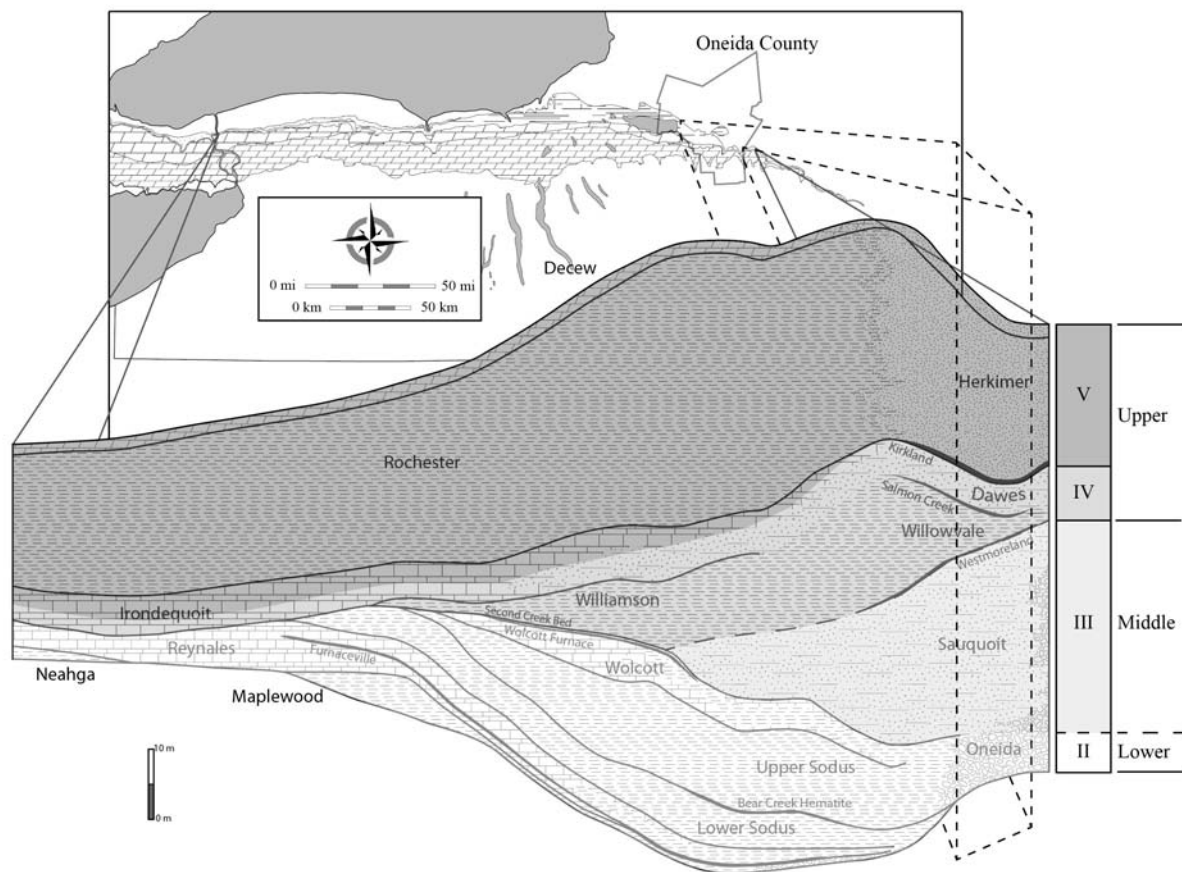 Oneida County
0 mi 50 mi
0 km 50 km
Decew
Herkimer
V
Upper
Rochester
Kirkland
Salmon Creek
Dawes
IV
Willowvale
Westmoreland
Irondequoit
Williamson
Second Creek Bed
Wolcott Furnace
Wolcott
Reynales
Furnaceville
Sauquoit
III
Middle
Neahga
Maplewood
Oneida
II
Lower
10 m
0 m
Upper Sodus
Bear Creek Hematite
Lower Sodus